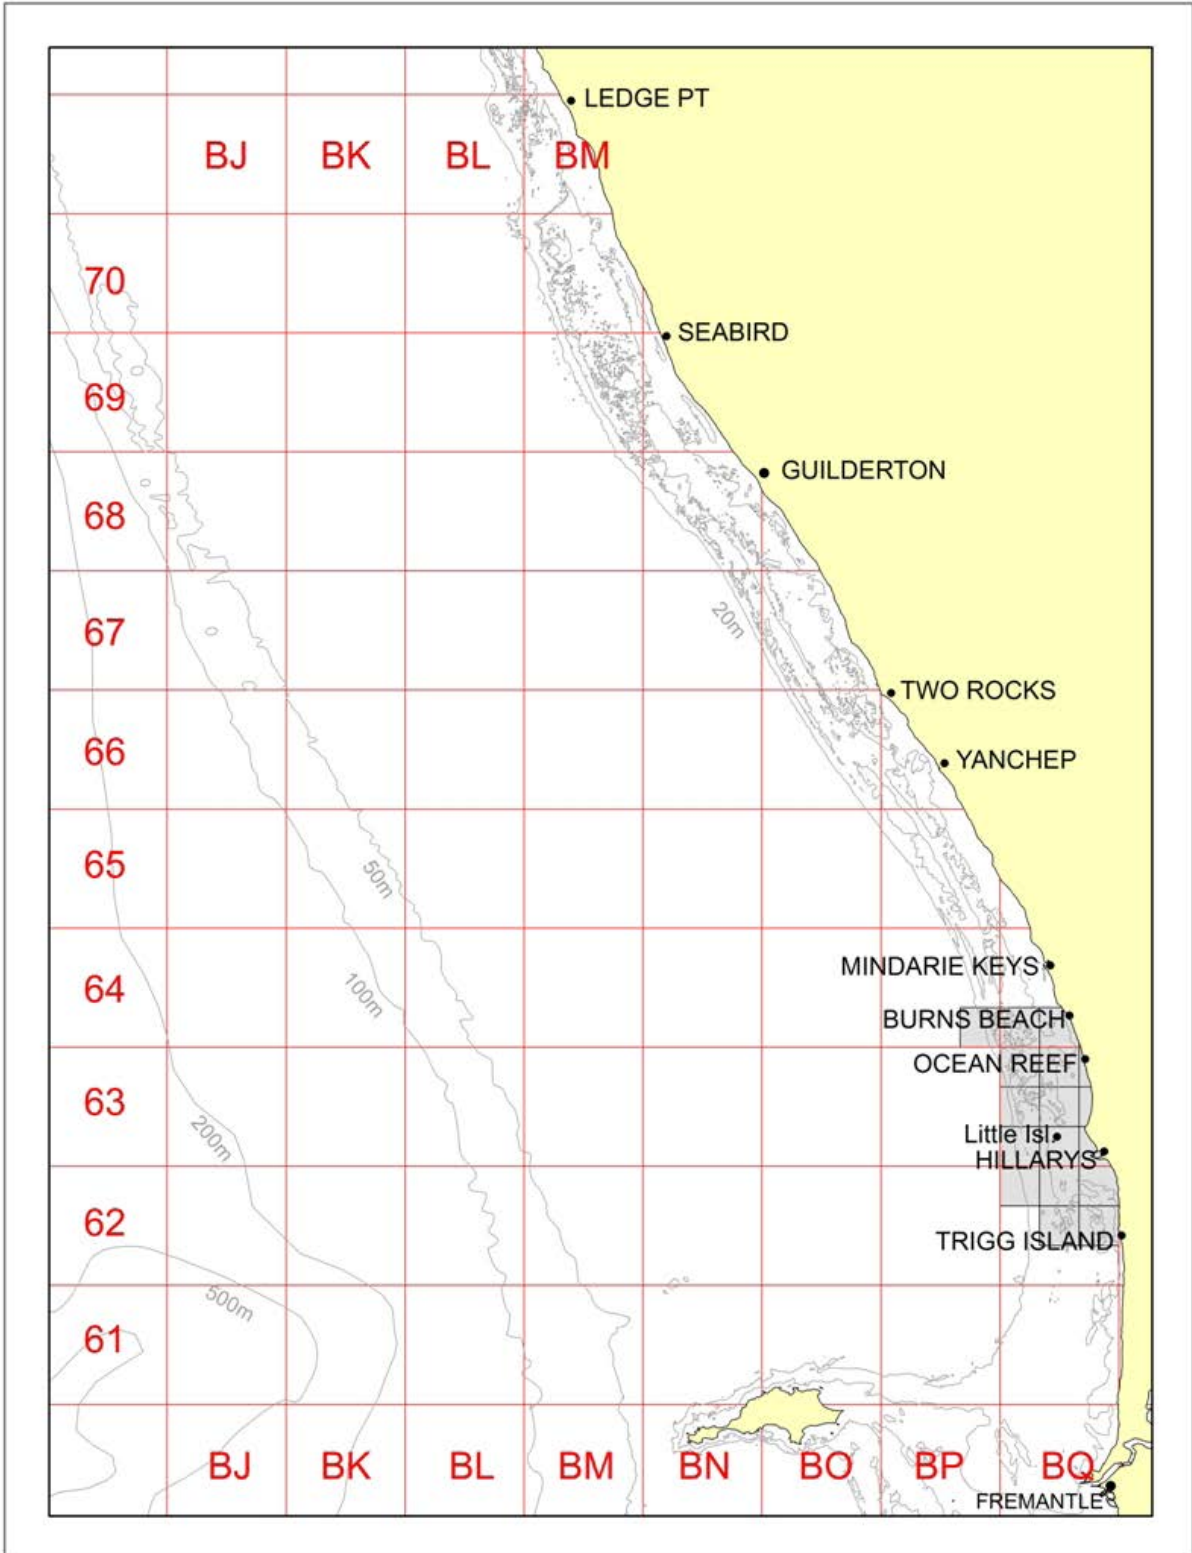 LEDGE PT
BJ BK BL BM
70
SEABIRD
69
GUILDERTON
68
20m
67
TWO ROCKS
66
YANCHEP
65
50m
MINDARIE KEYS
64
100m
BURNS BEACH
OCEAN REEF
63
200m
Little Isl.
HILLARYS
62
TRIGG ISLAND
500m
61
BJ BK BL BM BN BO BP BQ
FREMANTLE